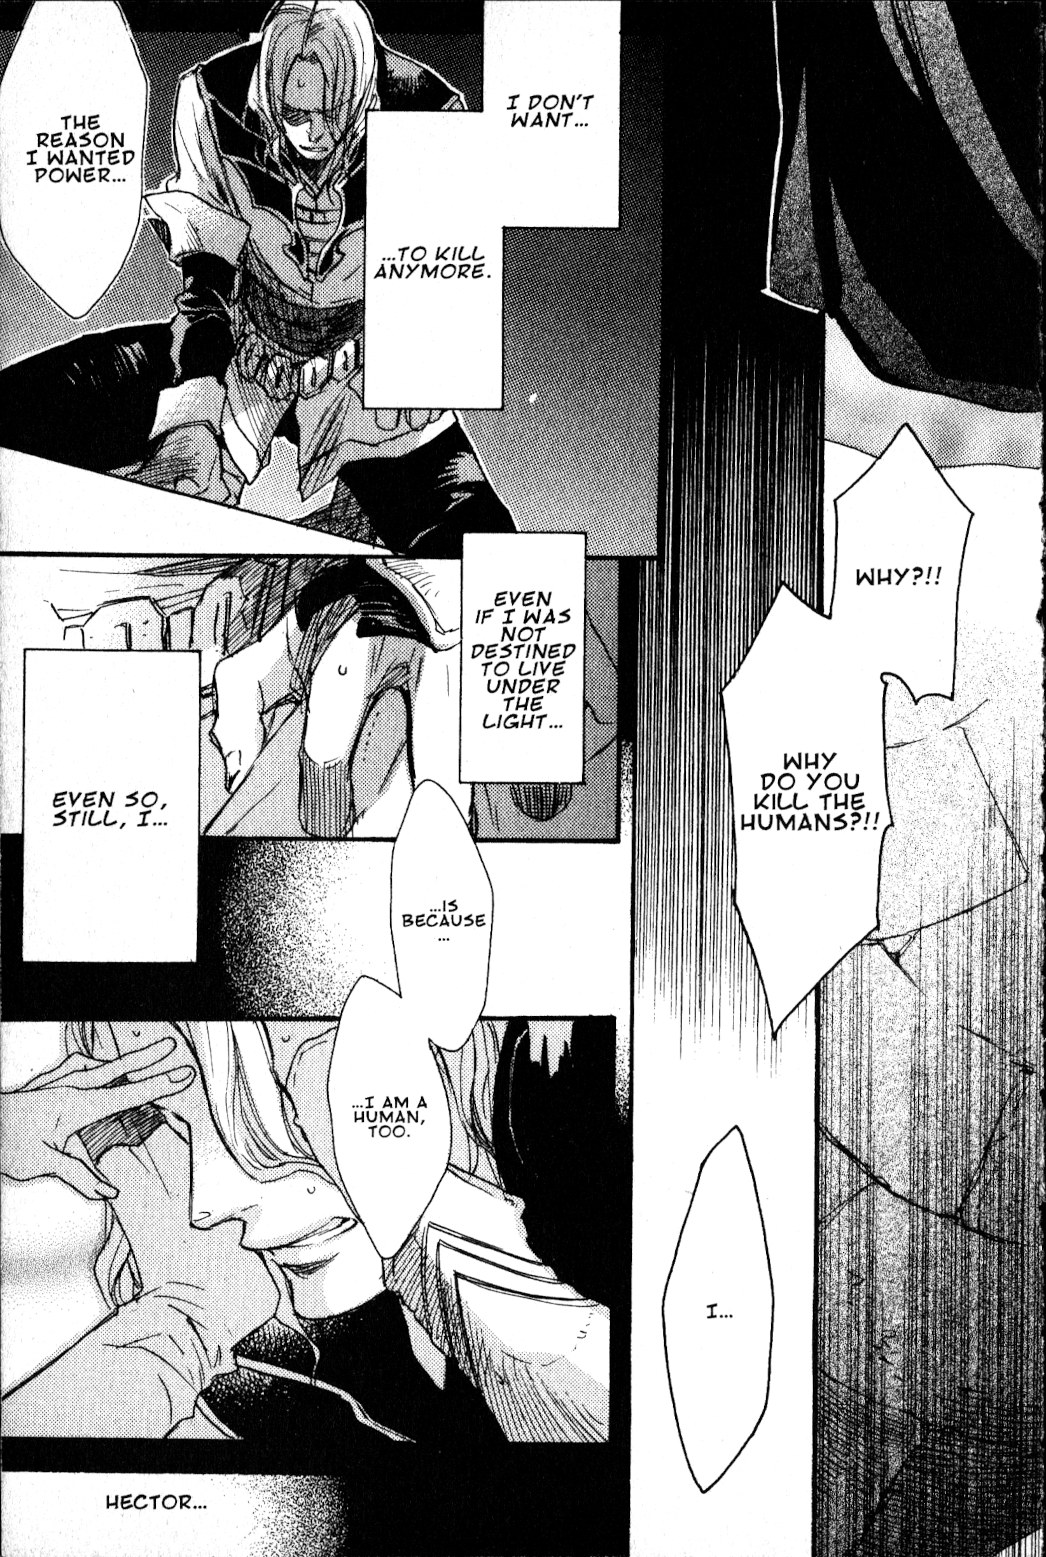 WHY?!!
WHY
DO YOU
KILL THE
HUMANS?!!
I...
I DON'T
WANT...
...TO KILL
ANYMORE.
THE
REASON
I WANTED
POWER...
EVEN
IF I WAS
NOT
DESTINED
TO LIVE
UNDER
THE
LIGHT...
EVEN SO,
STILL, I...
...IS
BECAUSE
...
...I AM A
HUMAN,
TOO.
HECTOR...